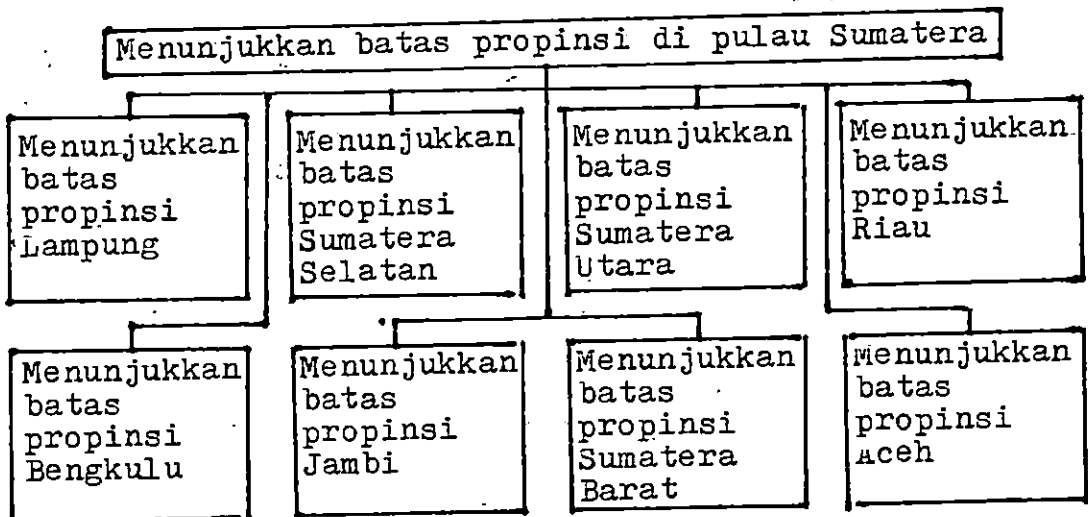 Menunjukkan batas propinsi di pulau Sumatera
Menunjukkan
batas
propinsi
Lampung
Menunjukkan
batas
propinsi
Sumatera
Selatan
Menunjukkan
batas
propinsi
Sumatera
Utara
Menunjukkan
batas
propinsi
Riau
Menunjukkan
batas
propinsi
Bengkulu
Menunjukkan
batas
propinsi
Jambi
Menunjukkan
batas
propinsi
Sumatera
Barat
Menunjukkan
batas
propinsi
Aceh